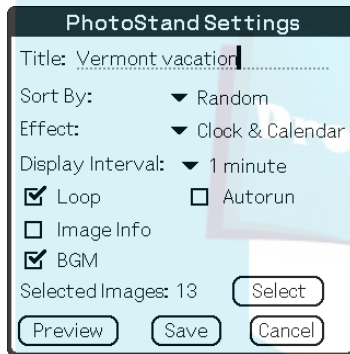 PhotoStand Settings
Title: Vermont vacation
Sort By: Random
Effect: Clock & Calendar
Display Interval: 1 minute
Loop Autorun
Image Info
BGM
Selected Images: 13 Select
Preview Save Cancel